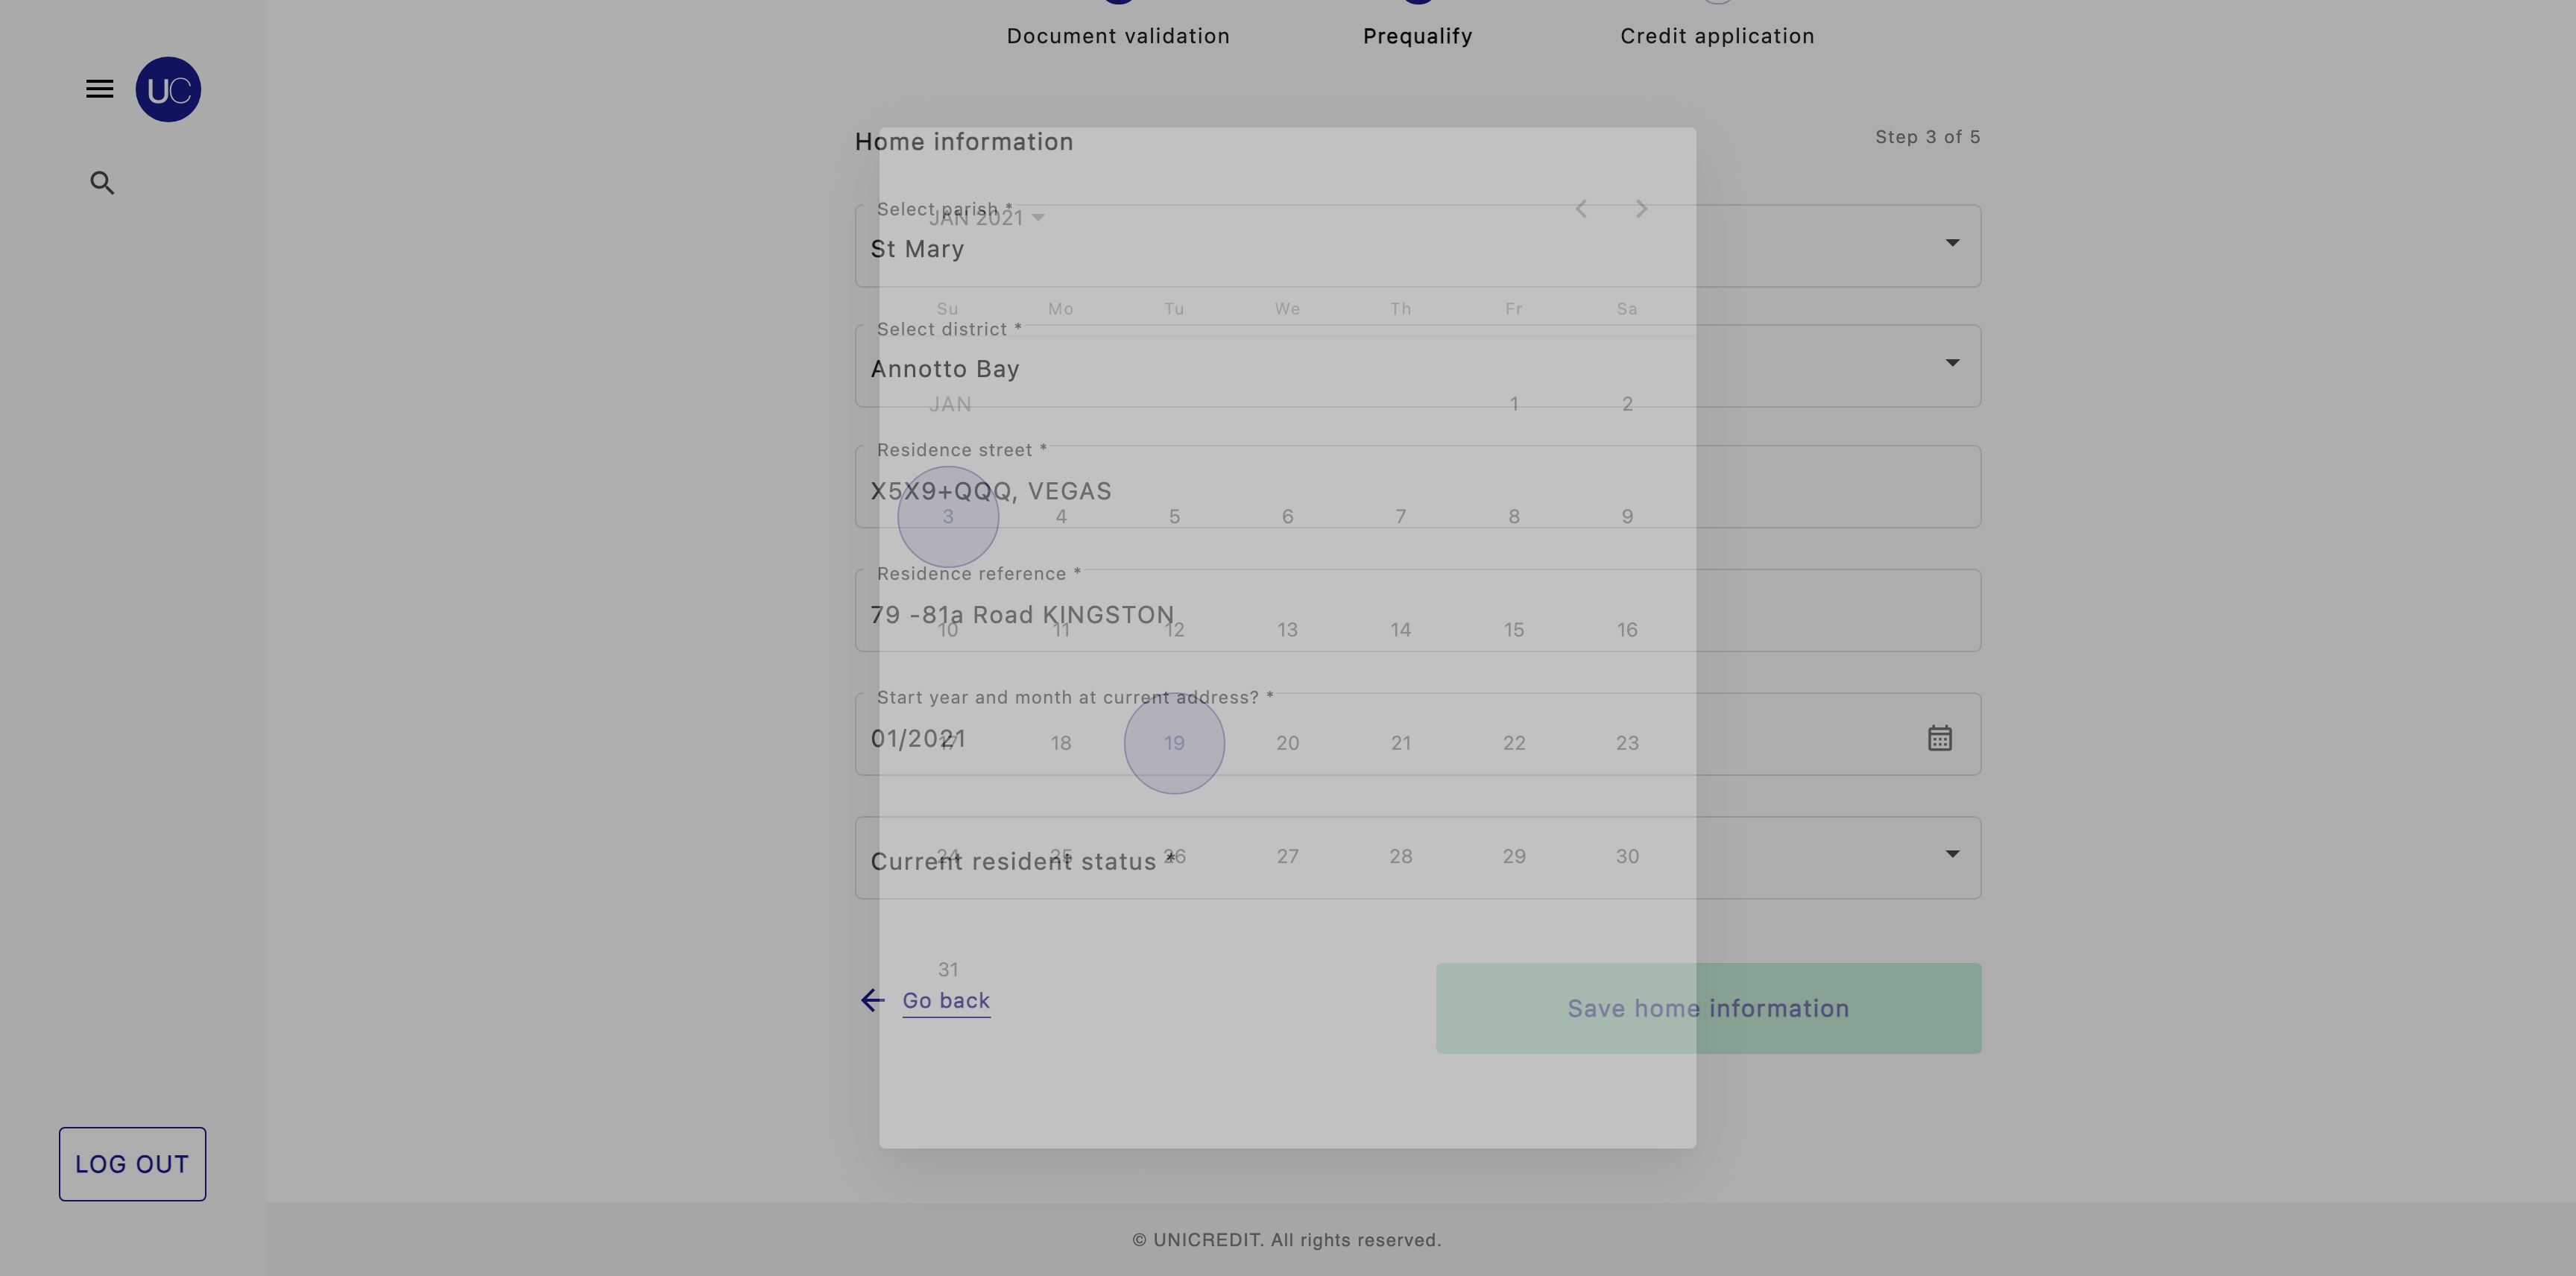 Document validation
Prequalify
Credit application
UC
Home information
Step 3 of 5
Select parish *
JAN 2021
St Mary
Su Mo Tu We Th Fr Sa
Select district *
Annotto Bay
JAN 1 2
Residence street *
X5X9+QQQ, VEGAS
3 4 5 6 7 8 9
Residence reference *
79 -81a Road KINGSTON
10 11 12 13 14 15 16
Start year and month at current address? *
01/2021
17 18 19 20 21 22 23
Current resident status *
24 25 26 27 28 29 30
31
Go back
Save home information
LOG OUT
© UNICREDIT. All rights reserved.